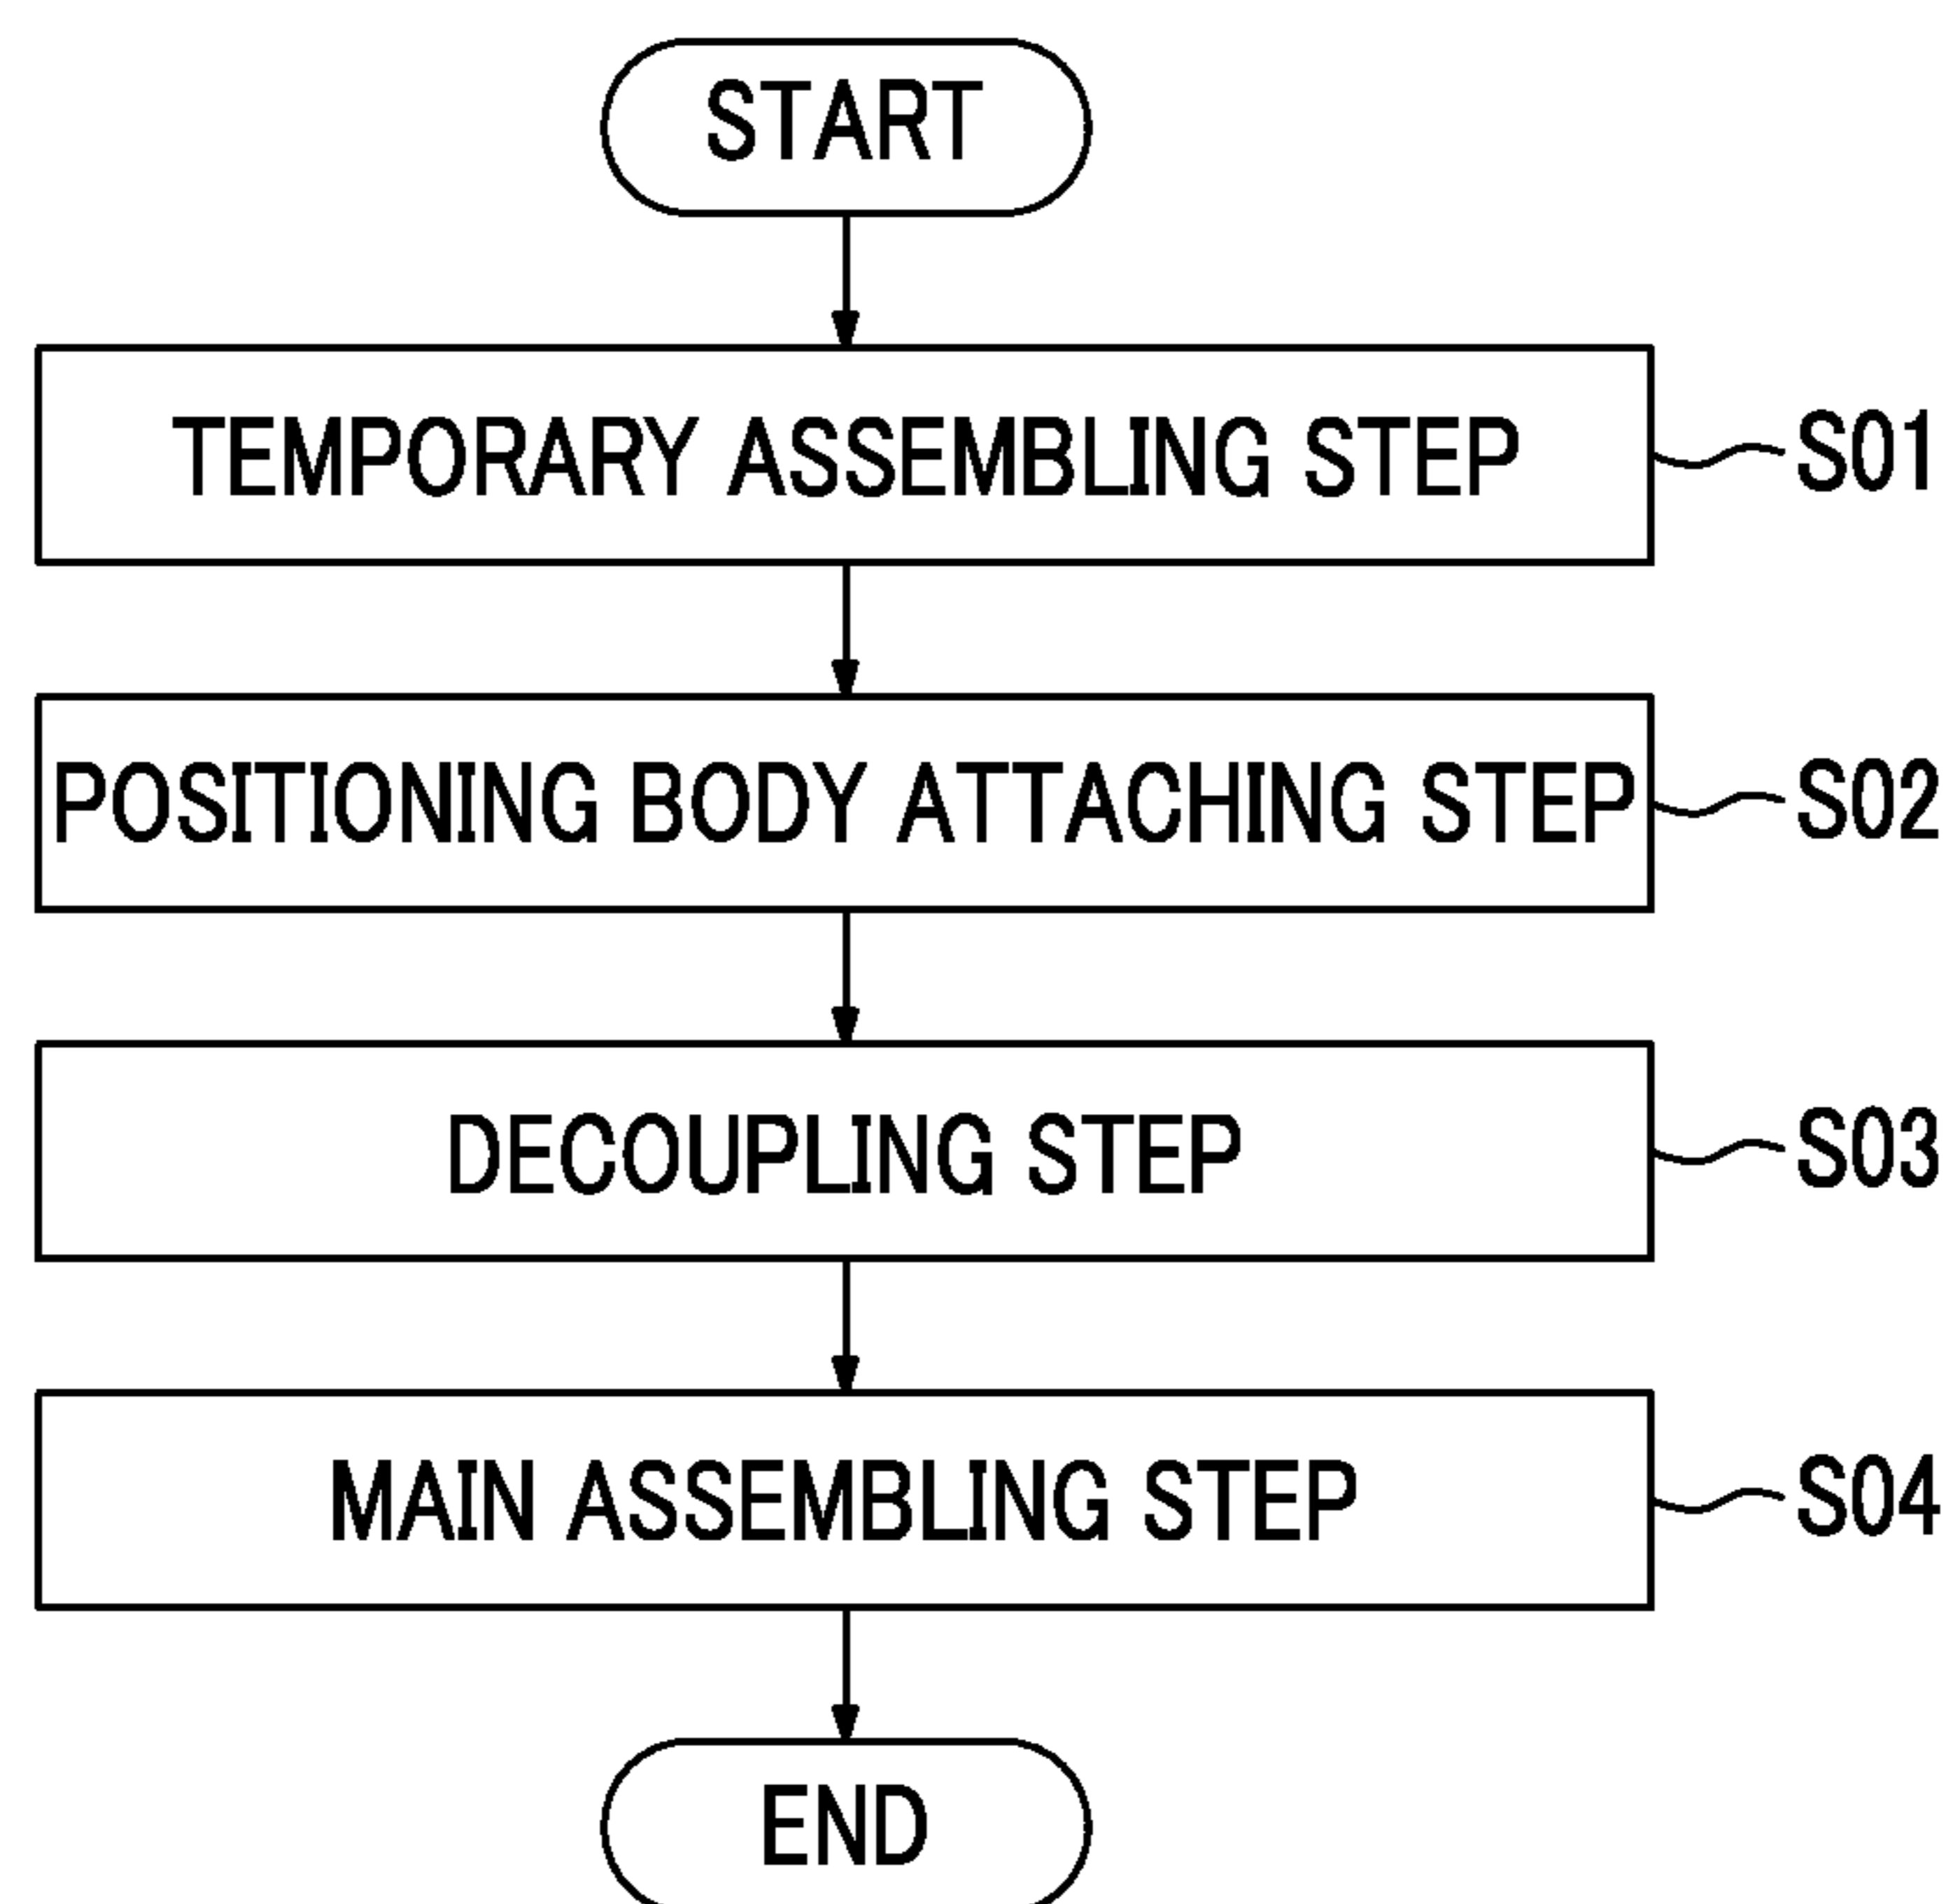 START
TEMPORARY ASSEMBLING STEP S01
POSITIONING BODY ATTACHING STEP S02
DECOUPLING STEP S03
MAIN ASSEMBLING STEP S04
END